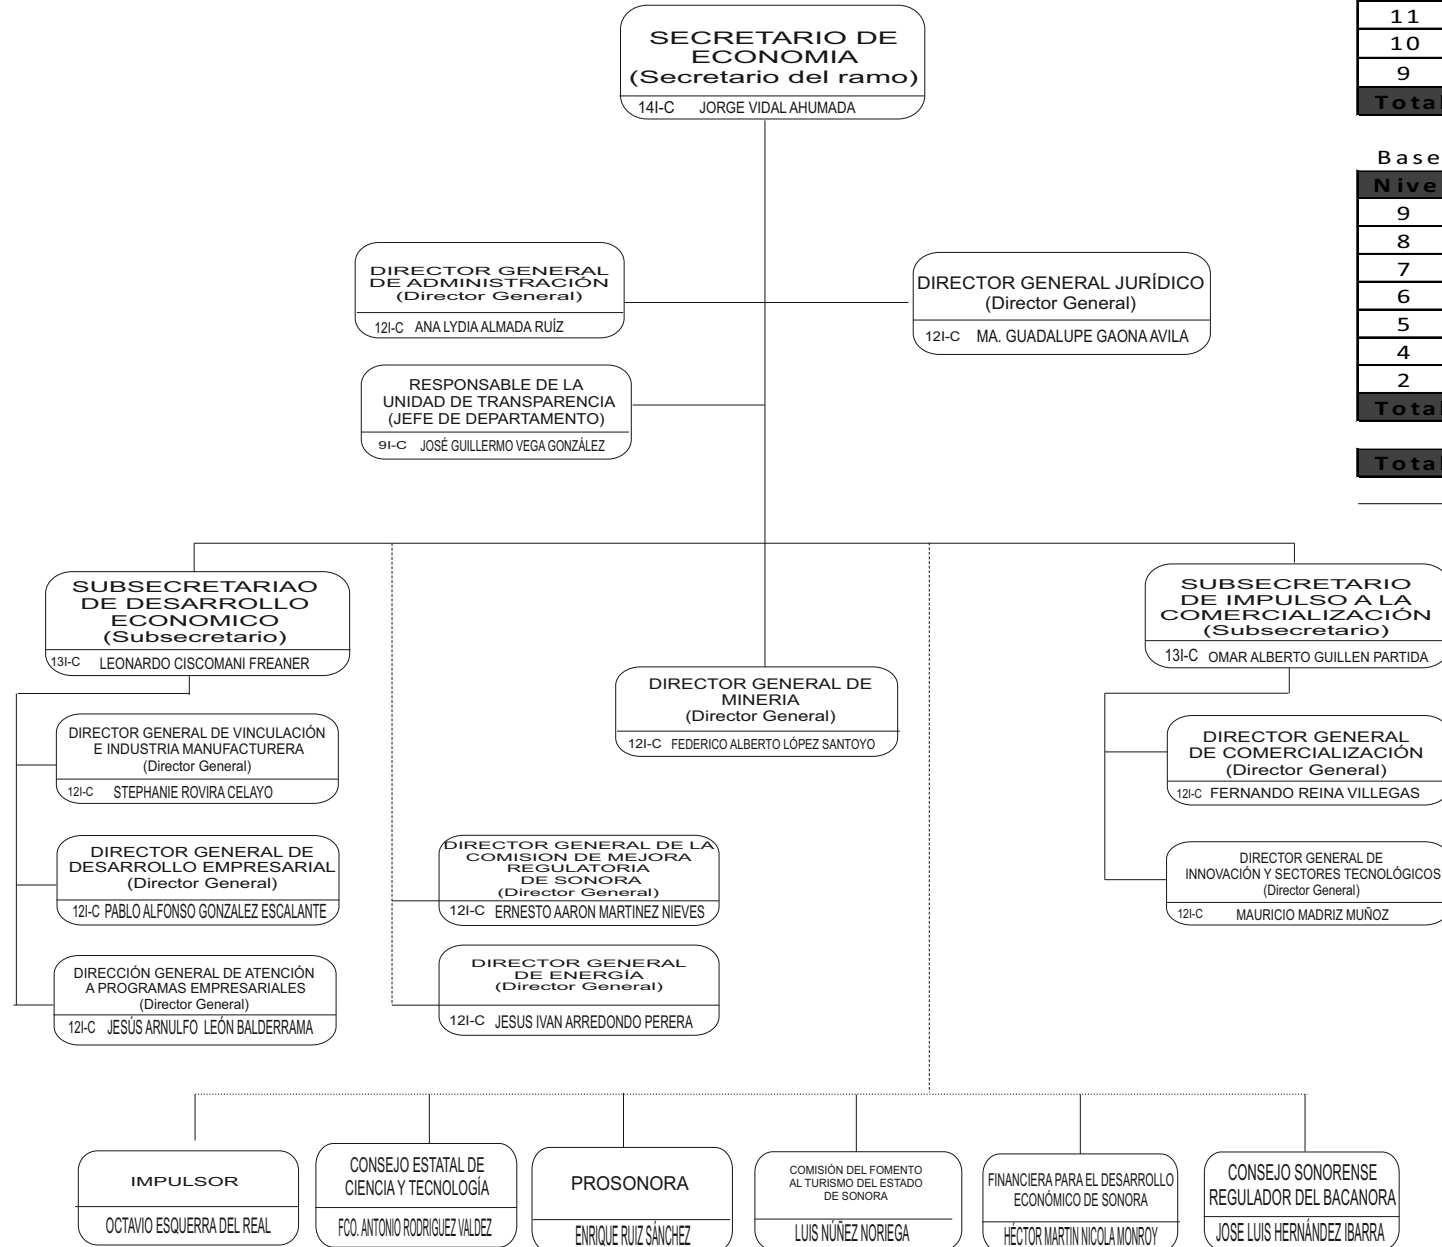 SECRETARIO DE
ECONOMIA
(Secretario del ramo)
14I-C JORGE VIDAL AHUMADA
11
10
9
Total
Base
Nive
9
8
7
6
5
4
2
Total
Total
DIRECTOR GENERAL
DE ADMINISTRACIÓN
(Director General)
12I-C ANA LYDIA ALMADA RUÍZ
DIRECTOR GENERAL JURÍDICO
(Director General)
12I-C MA. GUADALUPE GAONA AVILA
RESPONSABLE DE LA
UNIDAD DE TRANSPARENCIA
(JEFE DE DEPARTAMENTO)
9I-C JOSÉ GUILLERMO VEGA GONZÁLEZ
SUBSECRETARIAO
DE DESARROLLO
ECONOMICO
(Subsecretario)
13I-C LEONARDO CISCOMANI FREANER
DIRECTOR GENERAL DE
MINERIA
(Director General)
12I-C FEDERICO ALBERTO LÓPEZ SANTOYO
SUBSECRETARIO
DE IMPULSO A LA
COMERCIALIZACIÓN
(Subsecretario)
13I-C OMAR ALBERTO GUILLEN PARTIDA
DIRECTOR GENERAL DE VINCULACIÓN
E INDUSTRIA MANUFACTURERA
(Director General)
12I-C STEPHANIE ROVIRA CELAYO
DIRECTOR GENERAL DE
DESARROLLO EMPRESARIAL
(Director General)
12I-C PABLO ALFONSO GONZALEZ ESCALANTE
DIRECCIÓN GENERAL DE ATENCIÓN
A PROGRAMAS EMPRESARIALES
(Director General)
12I-C JESÚS ARNULFO LEÓN BALDERRAMA
DIRECTOR GENERAL DE LA
COMISION DE MEJORA
REGULATORIA
DE SONORA
(Director General)
12I-C ERNESTO AARON MARTINEZ NIEVES
DIRECTOR GENERAL
DE ENERGÍA
(Director General)
12I-C JESUS IVAN ARREDONDO PERERA
DIRECTOR GENERAL
DE COMERCIALIZACIÓN
(Director General)
12I-C FERNANDO REINA VILLEGAS
DIRECTOR GENERAL DE
INNOVACIÓN Y SECTORES TECNOLÓGICOS
(Director General)
12I-C MAURICIO MADRIZ MUÑOZ
IMPULSOR
OCTAVIO ESQUERRA DEL REAL
CONSEJO ESTATAL DE
CIENCIA Y TECNOLOGÍA
FCO. ANTONIO RODRIGUEZ VALDEZ
PROSONORA
ENRIQUE RUIZ SÁNCHEZ
COMISIÓN DEL FOMENTO
AL TURISMO DEL ESTADO
DE SONORA
LUIS NÚÑEZ NORIEGA
FINANCIERA PARA EL DESARROLLO
ECONÓMICO DE SONORA
HÉCTOR MARTIN NICOLA MONROY
CONSEJO SONORENSE
REGULADOR DEL BACANORA
JOSE LUIS HERNÁNDEZ IBARRA